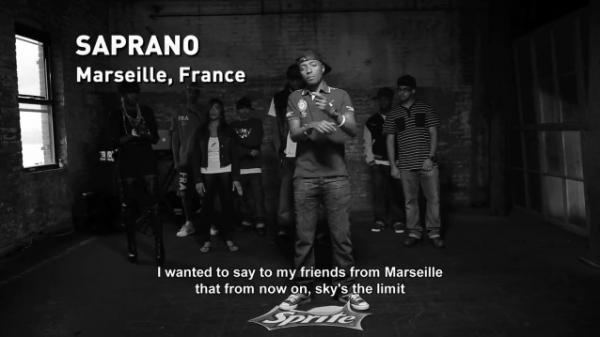 SAPRANO
Marseille, France
I wanted to say to my friends from Marseille
that from now on, sky's the limit
Sprite